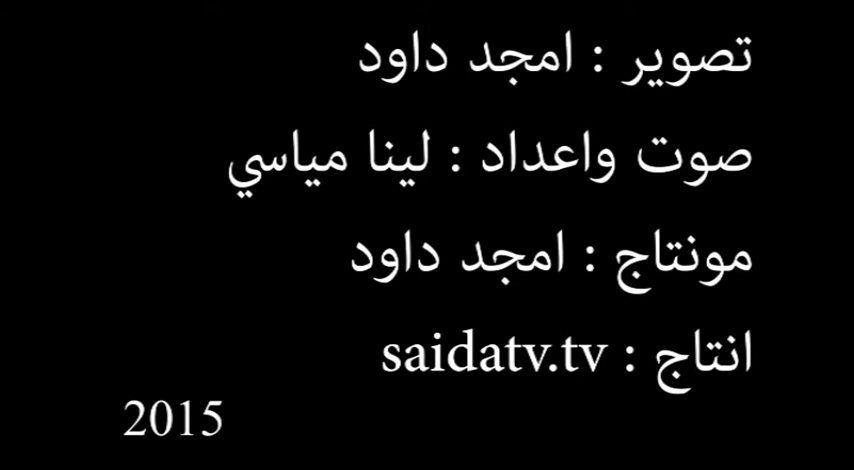 تصوير : امجد داود
صوت واعداد : لينا مياسي
مونتاج : امجد داود
انتاج : saidatv.tv
2015